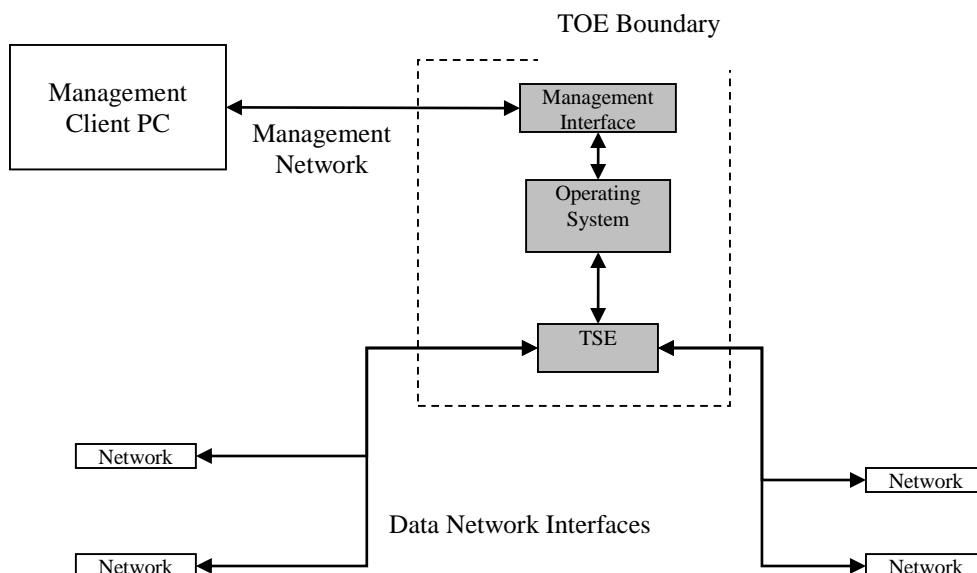 TOE Boundary
Management
Client PC
Management
Interface
Management
Network
Operating
System
TSE
Network
Network
Data Network Interfaces
Network
Network